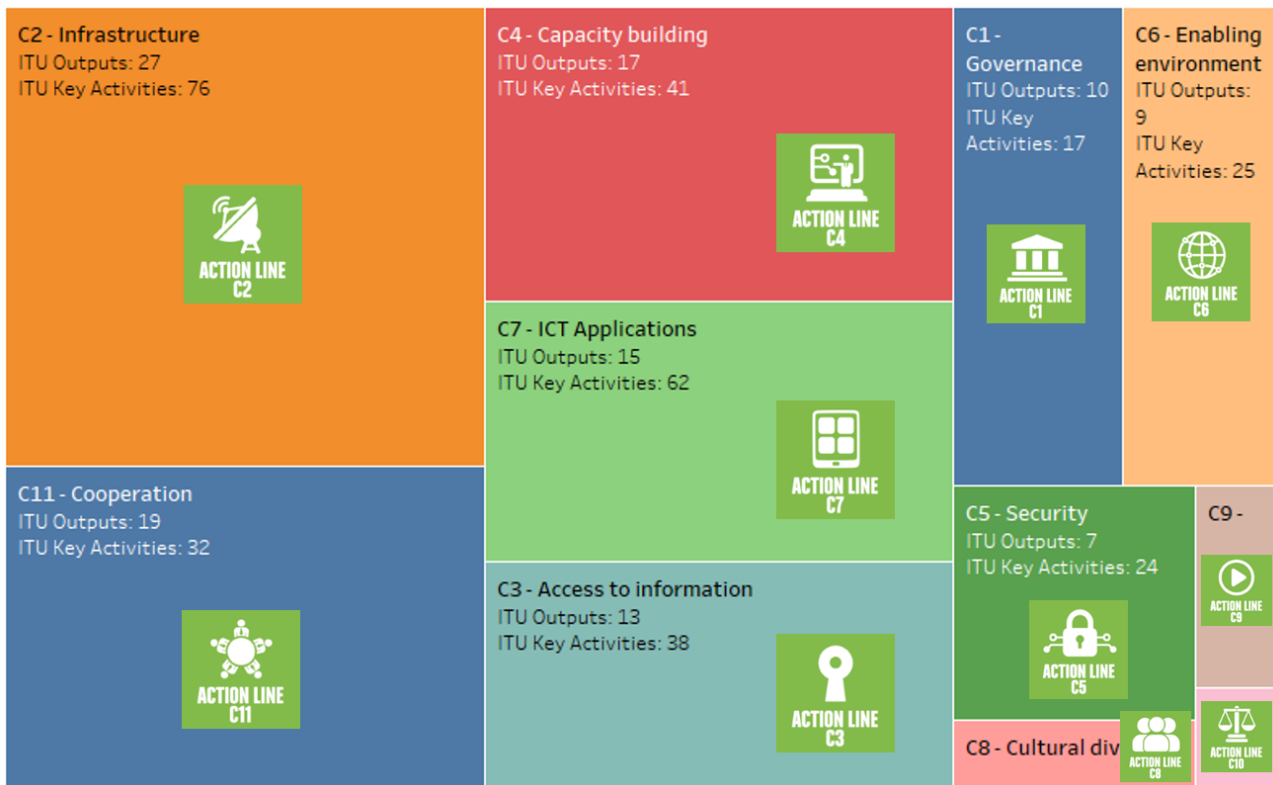 C2 - Infrastructure
ITU Outputs: 27
ITU Key Activities: 76
ACTION LINE
C2
C11 - Cooperation
ITU Outputs: 19
ITU Key Activities: 32
ACTION LINE
C11
C4 - Capacity building
ITU Outputs: 17
ITU Key Activities: 41
ACTION LINE
C4
C7 - ICT Applications
ITU Outputs: 15
ITU Key Activities: 62
ACTION LINE
C7
C3 - Access to information
ITU Outputs: 13
ITU Key Activities: 38
ACTION LINE
C3
C1 -
Governance
ITU Outputs: 10
ITU Key
Activities: 17
ACTION LINE
C1
C6 - Enabling
environment
ITU Outputs:
9
ITU Key
Activities: 25
ACTION LINE
C6
C5 - Security
ITU Outputs: 7
ITU Key Activities: 24
ACTION LINE
C5
C9 -
ACTION LINE
C9
C8 - Cultural div
ACTION LINE
C8
ACTION LINE
C10